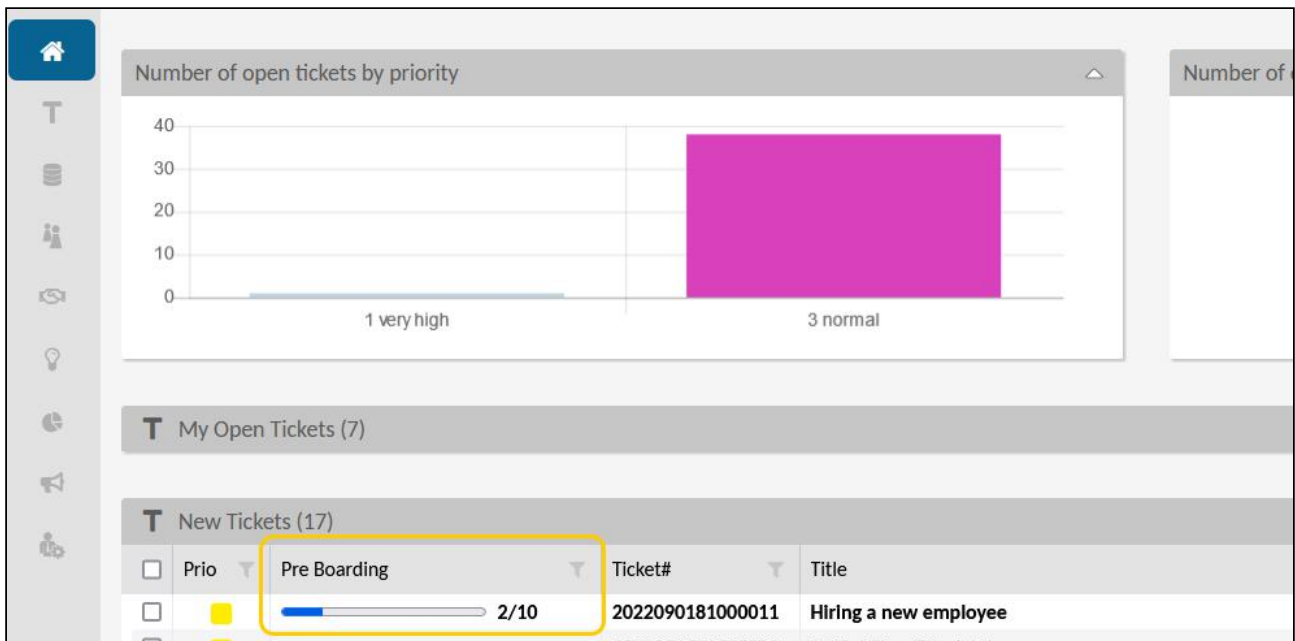 Number of open tickets by priority
Number of
40
30
20
10
0
1 very high
3 normal
T My Open Tickets (7)
T New Tickets (17)
Prio Pre Boarding Ticket# Title
2/10 2022090181000011 Hiring a new employee